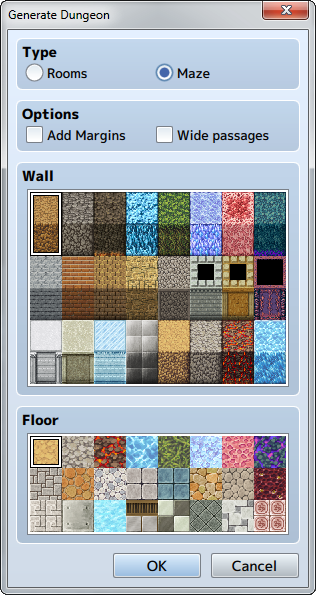 Generate Dungeon
Type
Rooms
Maze
Options
Add Margins
Wide passages
Wall
Floor
OK
Cancel